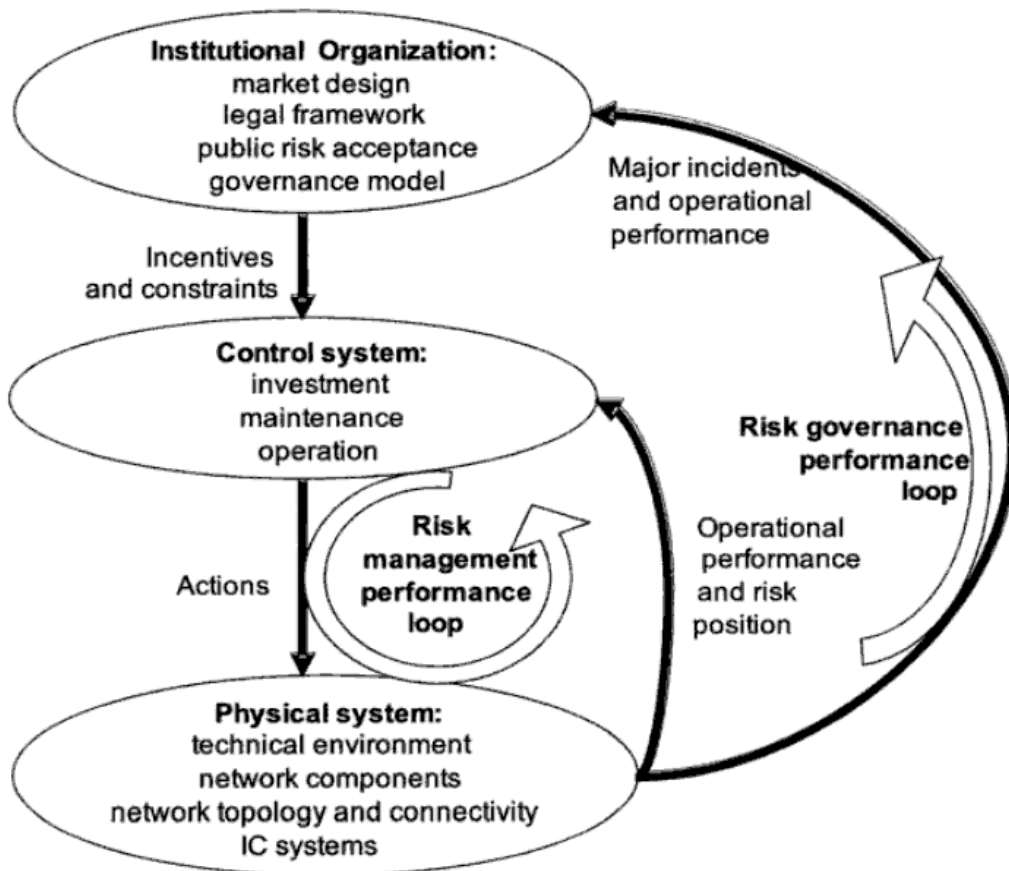 Institutional Organization:
market design
legal framework
public risk acceptance
governance model
Major incidents
and operational
performance
Incentives
and constraints
Control system:
investment
maintenance
operation
Risk governance
performance
loop
Risk
management
performance
loop
Operational
performance
and risk
position
Actions
Physical system:
technical environment
network components
network topology and connectivity
IC systems